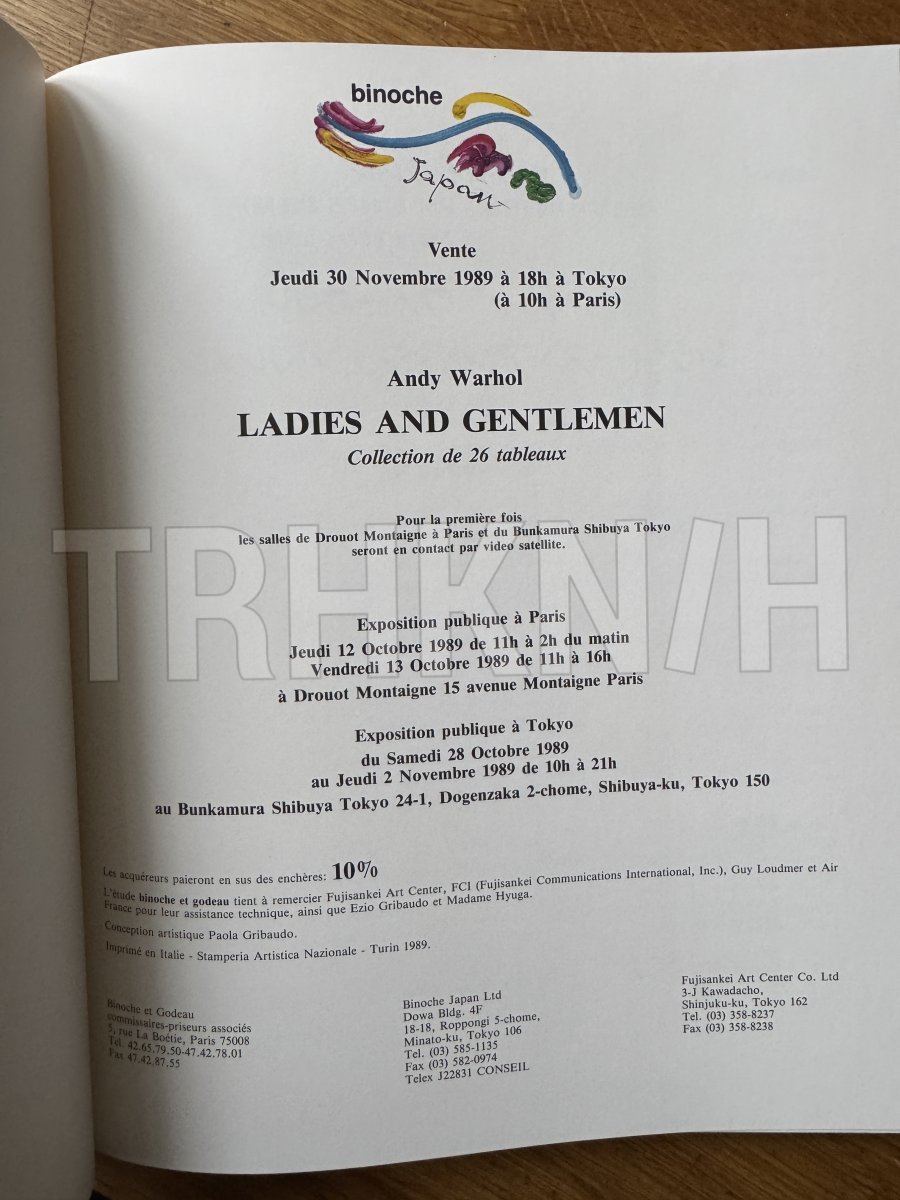 binoche
Japan
Vente
Jeudi 30 Novembre 1989 à 18h à Tokyo
(à 10h à Paris)
Andy Warhol
LADIES AND GENTLEMEN
Collection de 26 tableaux
Pour la première fois
les salles de Drouot Montaigne à Paris et du Bunkamura Shibuya Tokyo
seront en contact par video satellite.
TRHKN/H
Exposition publique à Paris
Jeudi 12 Octobre 1989 de 11h à 2h du matin
Vendredi 13 Octobre 1989 de 11h à 16h
à Drouot Montaigne 15 avenue Montaigne Paris
Exposition publique à Tokyo
du Samedi 28 Octobre 1989
au Jeudi 2 Novembre 1989 de 10h à 21h
au Bunkamura Shibuya Tokyo 24-1, Dogenzaka 2-chome, Shibuya-ku, Tokyo 150
Les acquéreurs paieront en sus des enchères: 10%
L'étude binoche et godeau tient à remercier Fujisankei Art Center, FCI (Fujisankei Communications International, Inc.), Guy Loudmer et Air
France pour leur assistance technique, ainsi que Ezio Gribaudo et Madame Hyuga.
Conception artistique Paola Gribaudo.
Imprimé en Italie - Stamperia Artistica Nazionale - Turin 1989.
Binoche et Godeau
commissaires-priseurs associés
5, rue La Boétie, Paris 75008
Tél. 42.65.79.50-47.42.78.01
Fax 47.42.87.55
Binoche Japan Ltd
Dowa Bldg. 4F
18-18, Roppongi 5-chome,
Minato-ku, Tokyo 106
Tel. (03) 585-1135
Fax (03) 582-0974
Telex J22831 CONSEIL
Fujisankei Art Center Co. Ltd
3-J Kawadacho,
Shinjuku-ku, Tokyo 162
Tel. (03) 358-8237
Fax (03) 358-8238